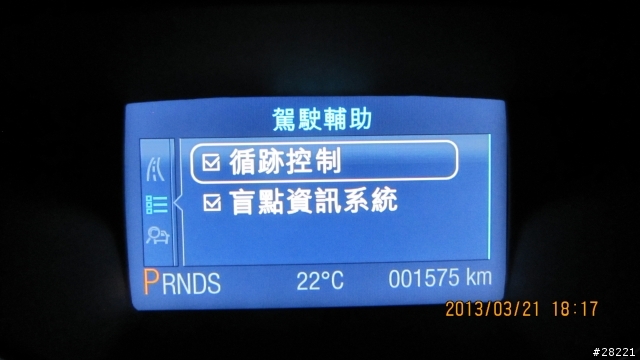 駕駛輔助
循跡控制
盲點資訊系統
PRNDS 22°C 001575 km
2013/03/21 18:17
#28221